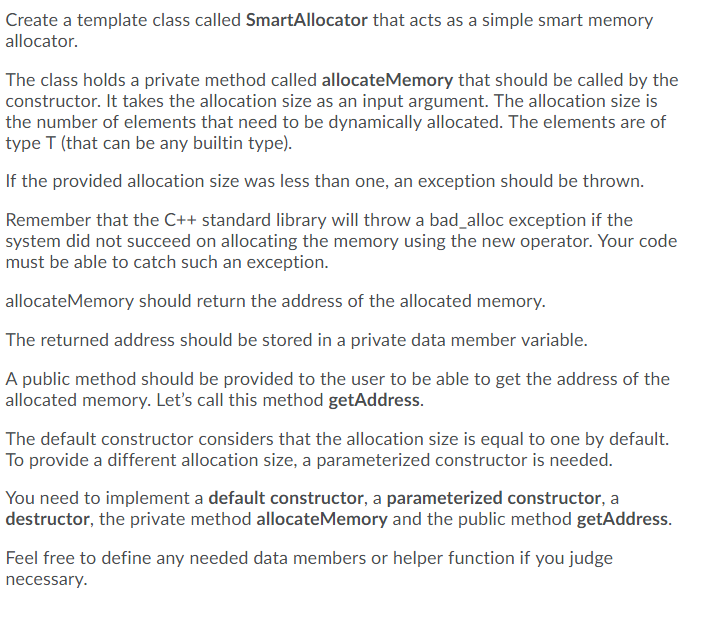 Create a template class called SmartAllocator that acts as a simple smart memory
allocator.
The class holds a private method called allocateMemory that should be called by the
constructor. It takes the allocation size as an input argument. The allocation size is
the number of elements that need to be dynamically allocated. The elements are of
type T (that can be any builtin type).
If the provided allocation size was less than one, an exception should be thrown.
Remember that the C++ standard library will throw a bad_alloc exception if the
system did not succeed on allocating the memory using the new operator. Your code
must be able to catch such an exception.
allocateMemory should return the address of the allocated memory.
The returned address should be stored in a private data member variable.
A public method should be provided to the user to be able to get the address of the
allocated memory. Let's call this method getAddress.
The default constructor considers that the allocation size is equal to one by default.
To provide a different allocation size, a parameterized constructor is needed.
You need to implement a default constructor, a parameterized constructor, a
destructor, the private method allocateMemory and the public method getAddress.
Feel free to define any needed data members or helper function if you judge
necessary.